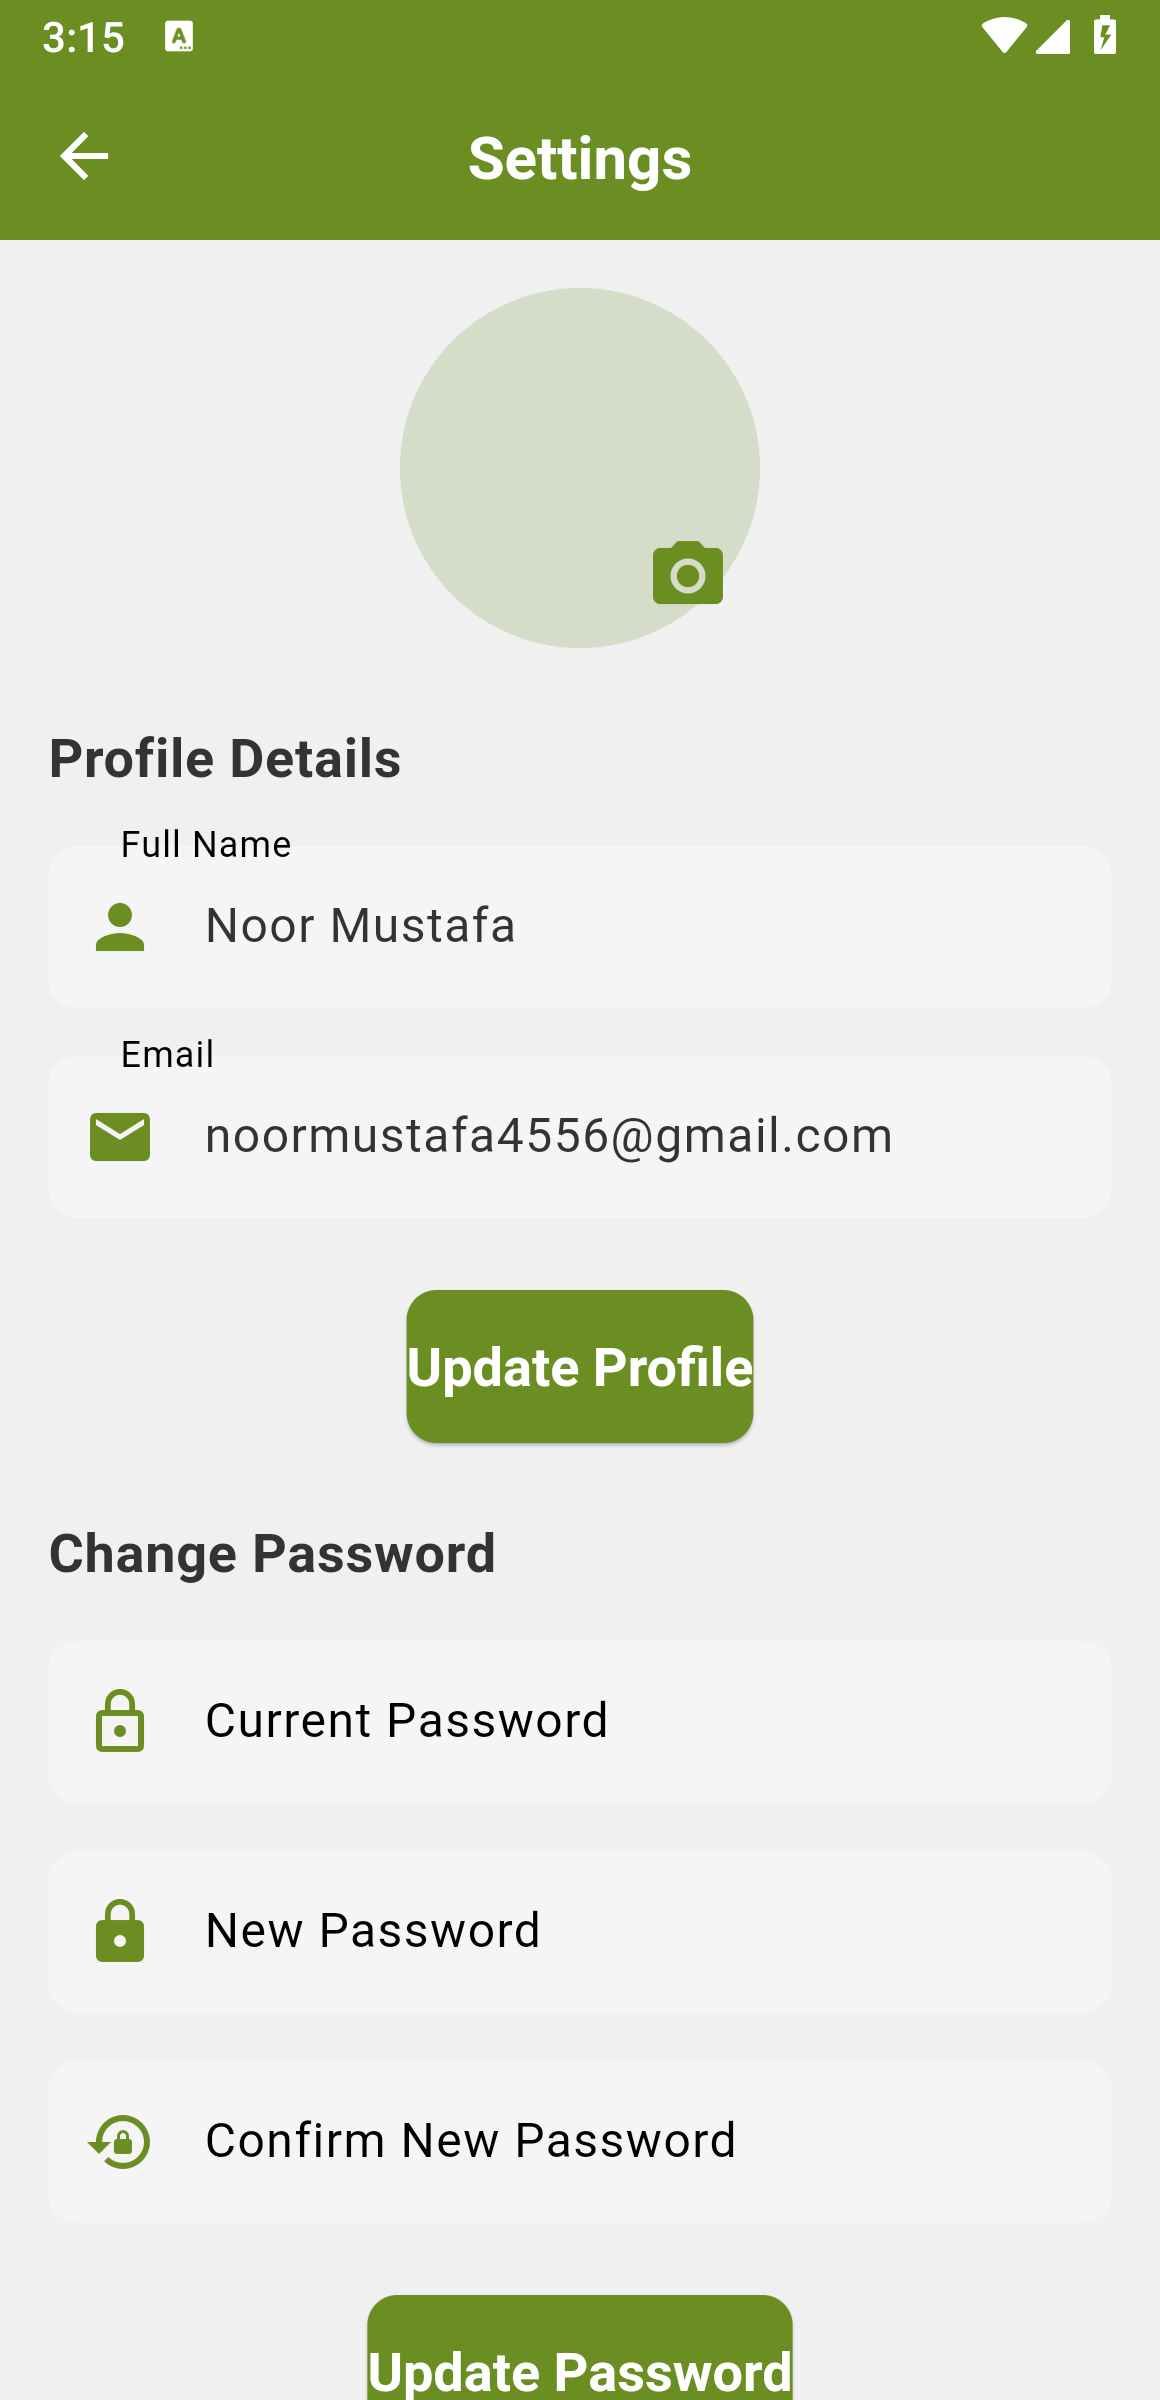 3:15
Settings
Profile Details
Full Name
Noor Mustafa
Email
noormustafa4556@gmail.com
Update Profile
Change Password
Current Password
New Password
Confirm New Password
Update Password